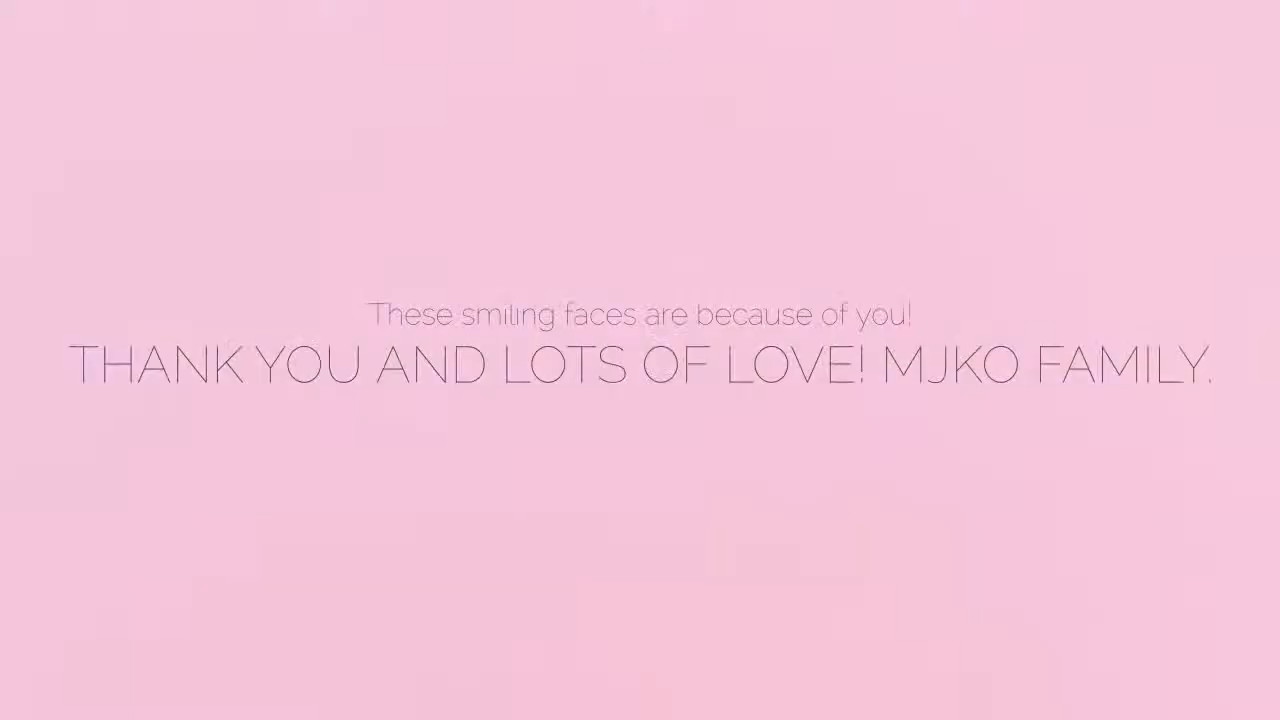 These smiling faces are because of you!
THANK YOU AND LOTS OF LOVE! MJKO FAMILY.